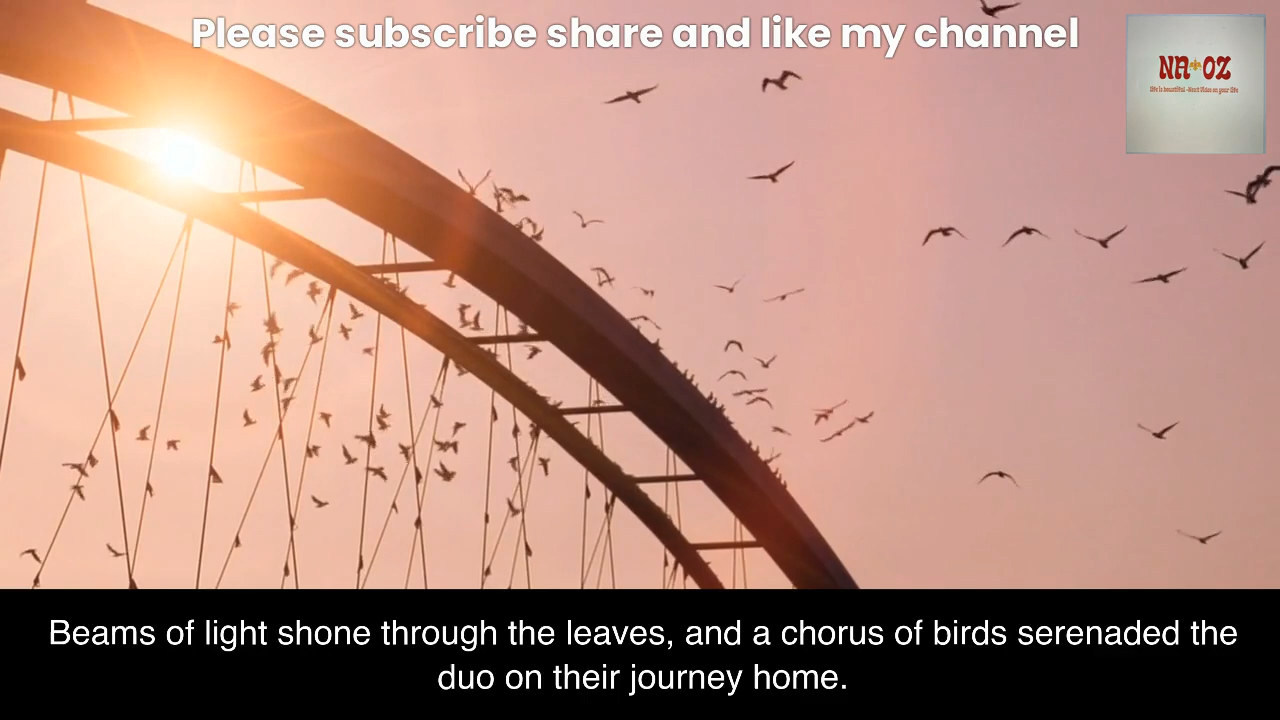 Please subscribe share and like my channel
NA OZ
Beams of light shone through the leaves, and a chorus of birds serenaded the
duo on their journey home.